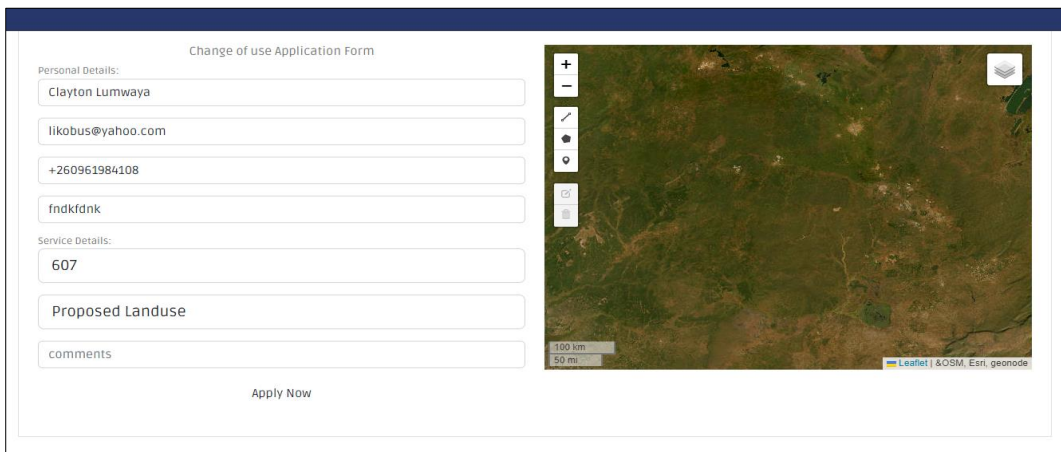 Change of use Application Form
Personal Details:
Clayton Lumwaya
likobus@yahoo.com
+260961984108
fndkfdnk
Service Details:
607
Proposed Landuse
comments
Apply Now
+
−
100 km
50 mi
Leaflet | &OSM, Esri, geonode